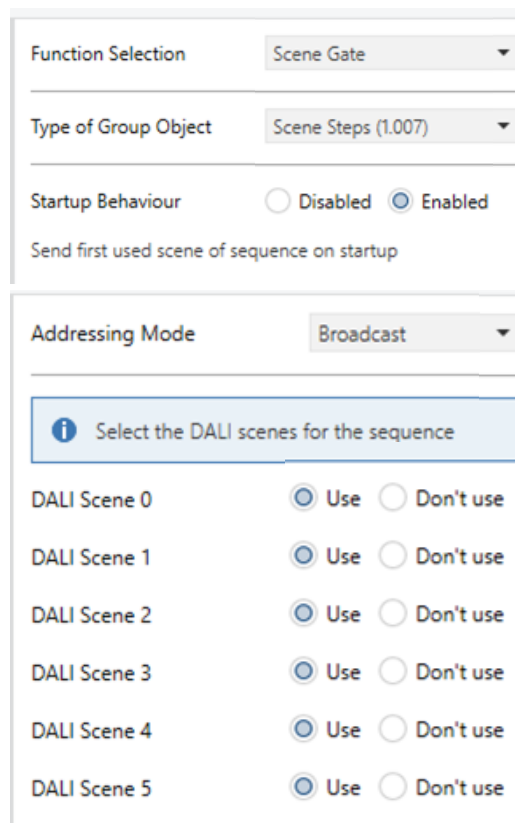 Function Selection Scene Gate
Type of Group Object Scene Steps (1.007)
Startup Behaviour Disabled Enabled
Send first used scene of sequence on startup
Addressing Mode Broadcast
Select the DALI scenes for the sequence
DALI Scene 0 Use Don't use
DALI Scene 1 Use Don't use
DALI Scene 2 Use Don't use
DALI Scene 3 Use Don't use
DALI Scene 4 Use Don't use
DALI Scene 5 Use Don't use